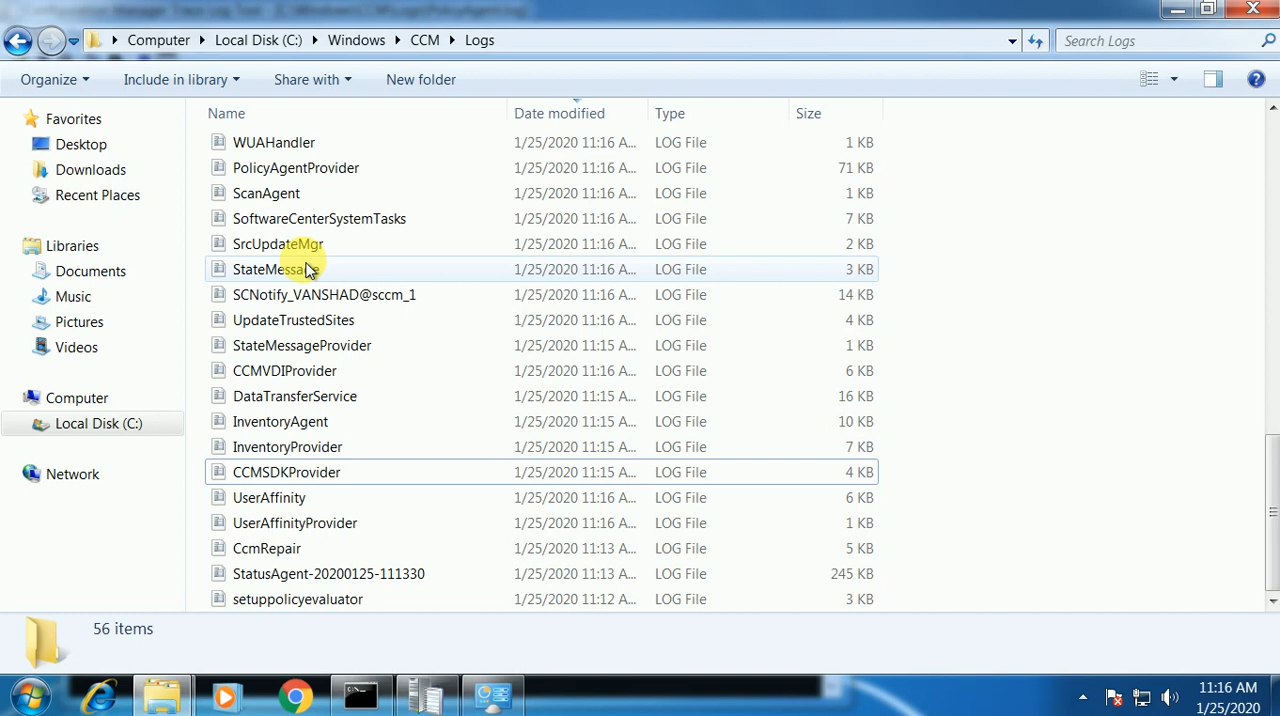 Computer Local Disk (C:) Windows CCM Logs Search Logs
Organize Include in library Share with New folder
Favorites
Desktop
Downloads
Recent Places
Libraries
Documents
Music
Pictures
Videos
Computer
Local Disk (C:)
Network
Name Date modified Type Size
WUAHandler 1/25/2020 11:16 A... LOG File 1 KB
PolicyAgentProvider 1/25/2020 11:16 A... LOG File 71 KB
ScanAgent 1/25/2020 11:16 A... LOG File 1 KB
SoftwareCenterSystemTasks 1/25/2020 11:16 A... LOG File 7 KB
SrcUpdateMgr 1/25/2020 11:16 A... LOG File 2 KB
StateMessage 1/25/2020 11:16 A... LOG File 3 KB
SCNotify_VANSHAD@sccm_1 1/25/2020 11:16 A... LOG File 14 KB
UpdateTrustedSites 1/25/2020 11:16 A... LOG File 4 KB
StateMessageProvider 1/25/2020 11:15 A... LOG File 1 KB
CCMVDIProvider 1/25/2020 11:15 A... LOG File 6 KB
DataTransferService 1/25/2020 11:15 A... LOG File 16 KB
InventoryAgent 1/25/2020 11:15 A... LOG File 10 KB
InventoryProvider 1/25/2020 11:15 A... LOG File 7 KB
CCMSDKProvider 1/25/2020 11:15 A... LOG File 4 KB
UserAffinity 1/25/2020 11:16 A... LOG File 6 KB
UserAffinityProvider 1/25/2020 11:16 A... LOG File 1 KB
CcmRepair 1/25/2020 11:13 A... LOG File 5 KB
StatusAgent-20200125-111330 1/25/2020 11:13 A... LOG File 245 KB
setuppolicyevaluator 1/25/2020 11:12 A... LOG File 3 KB
56 items
11:16 AM
1/25/2020